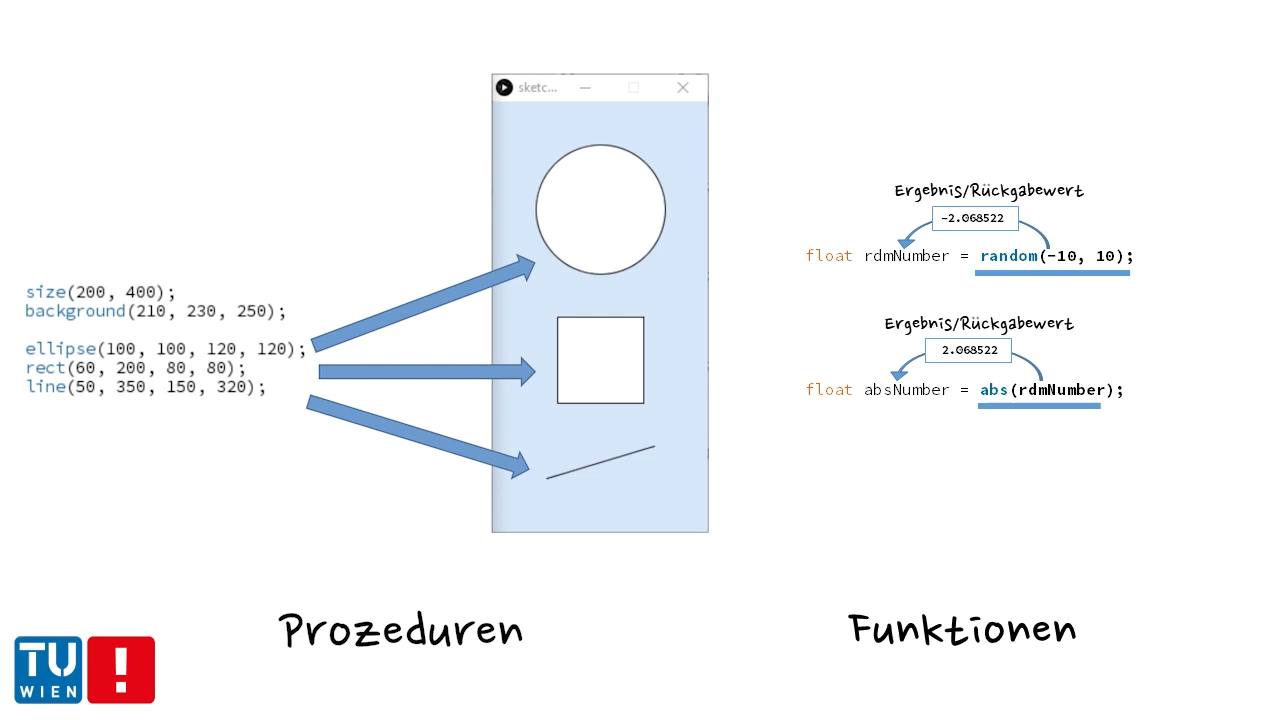 sketc...
size(200, 400);
background(210, 230, 250);
ellipse(100, 100, 120, 120);
rect(60, 200, 80, 80);
line(50, 350, 150, 320);
Ergebnis/Rückgabewert
-2.068522
float rdmNumber = random(-10, 10);
Ergebnis/Rückgabewert
2.068522
float absNumber = abs(rdmNumber);
Prozeduren
Funktionen
TU
WIEN
!